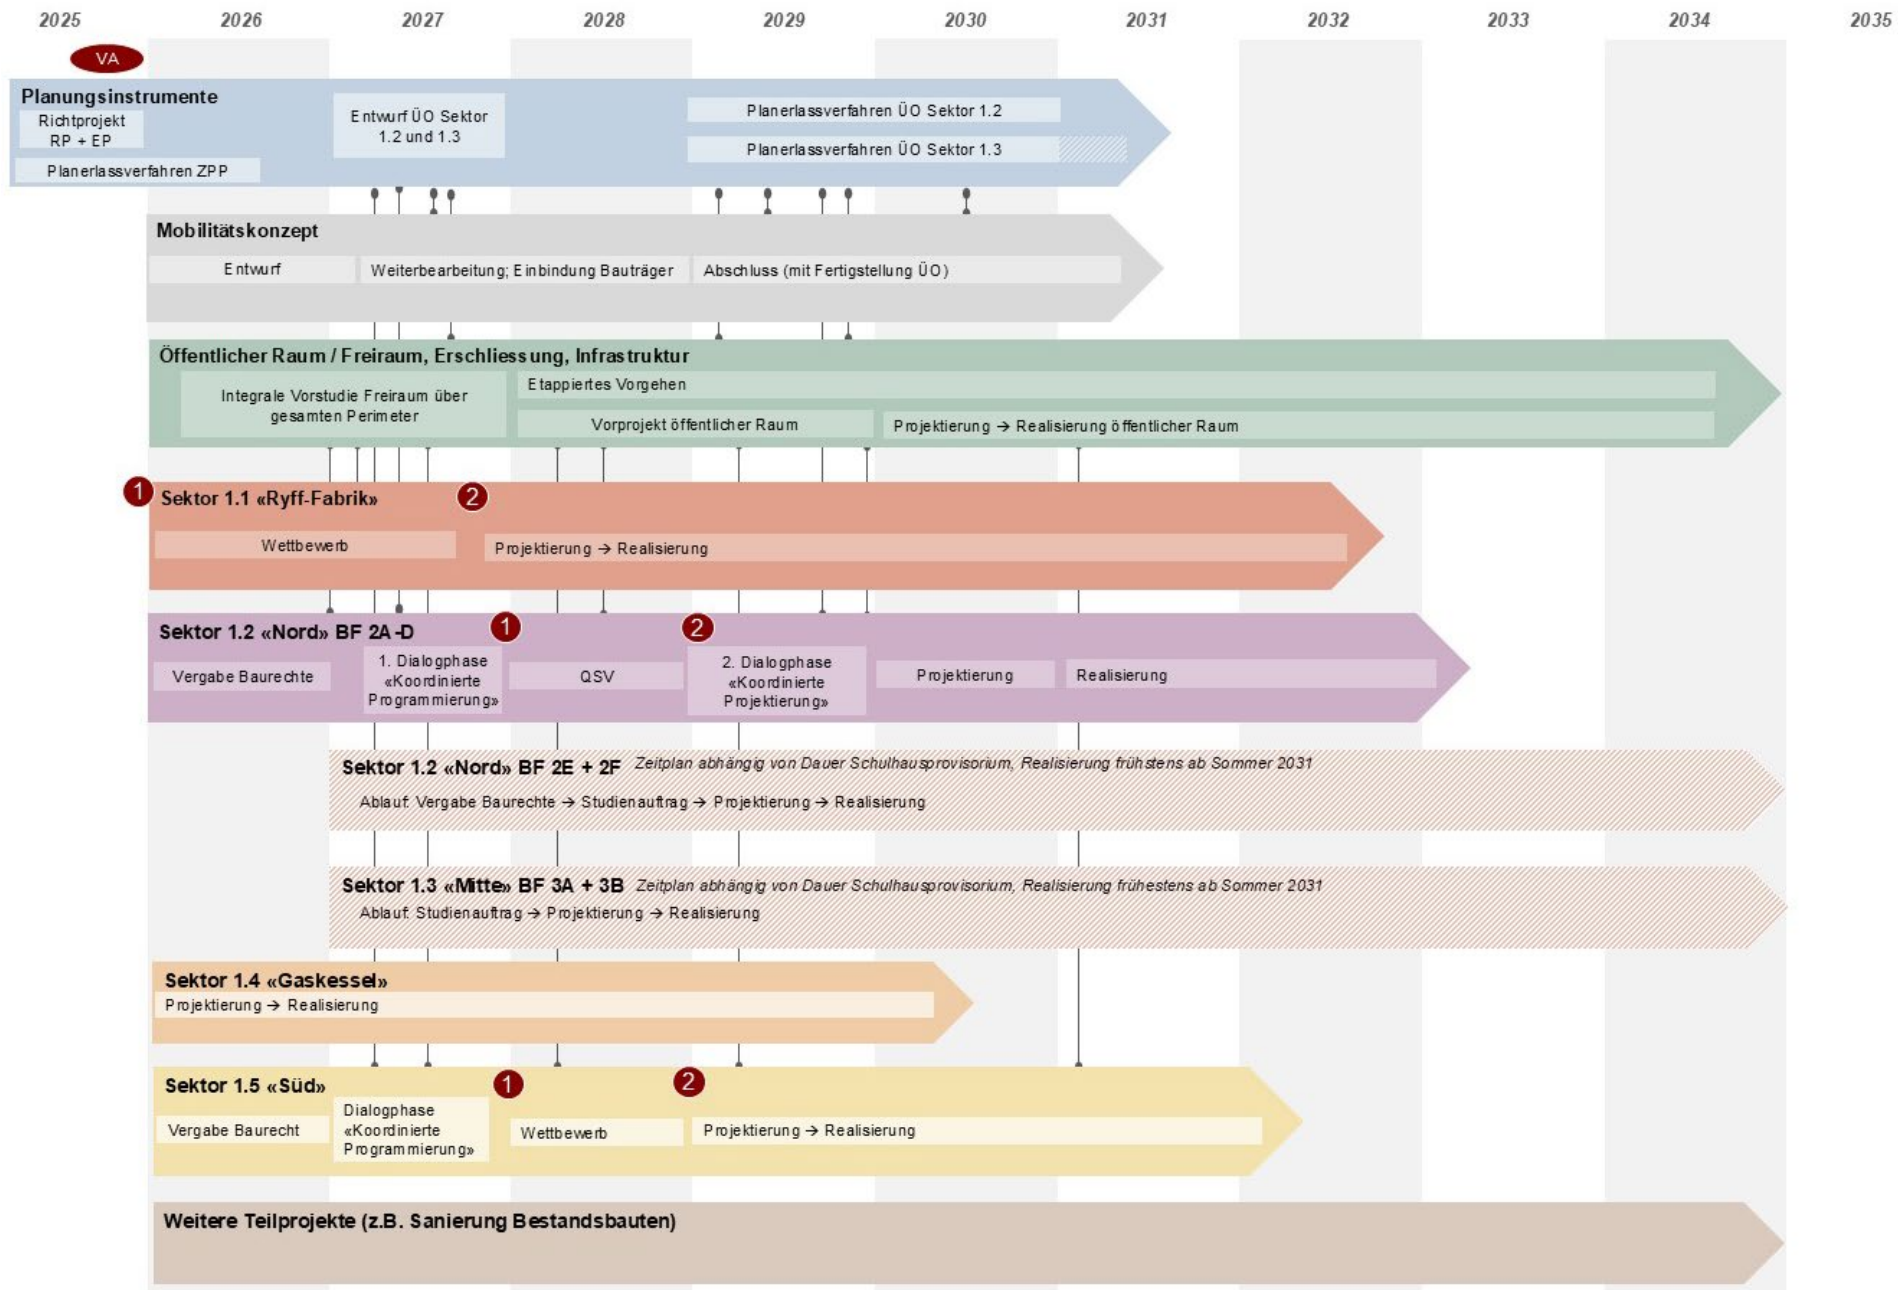 2025 2026 2027 2028 2029 2030 2031 2032 2033 2034 2035
VA
Planungsinstrumente
Richtprojekt
RP + EP
Planerlassverfahren ZPP
Entwurf ÜO Sektor
1.2 und 1.3
Planerlassverfahren ÜO Sektor 1.2
Planerlassverfahren ÜO Sektor 1.3
Mobilitätskonzept
Entwurf
Weiterbearbeitung; Einbindung Bauträger
Abschluss (mit Fertigstellung ÜO)
Öffentlicher Raum / Freiraum, Erschliessung, Infrastruktur
Integrale Vorstudie Freiraum über
gesamten Perimeter
Etappiertes Vorgehen
Vorprojekt öffentlicher Raum
Projektierung → Realisierung öffentlicher Raum
1
Sektor 1.1 «Ryff-Fabrik»
2
Wettbewerb
Projektierung → Realisierung
Sektor 1.2 «Nord» BF 2A-D
1
2
Vergabe Baurechte
1. Dialogphase
«Koordinierte
Programmierung»
QSV
2. Dialogphase
«Koordinierte
Projektierung»
Projektierung
Realisierung
Sektor 1.2 «Nord» BF 2E + 2F Zeitplan abhängig von Dauer Schulhausprovisorium, Realisierung frühstens ab Sommer 2031
Ablauf: Vergabe Baurechte → Studienauftrag → Projektierung → Realisierung
Sektor 1.3 «Mitte» BF 3A + 3B Zeitplan abhängig von Dauer Schulhausprovisorium, Realisierung frühestens ab Sommer 2031
Ablauf: Studienauftrag → Projektierung → Realisierung
Sektor 1.4 «Gaskessel»
Projektierung → Realisierung
Sektor 1.5 «Süd»
1
2
Vergabe Baurecht
Dialogphase
«Koordinierte
Programmierung»
Wettbewerb
Projektierung → Realisierung
Weitere Teilprojekte (z.B. Sanierung Bestandsbauten)